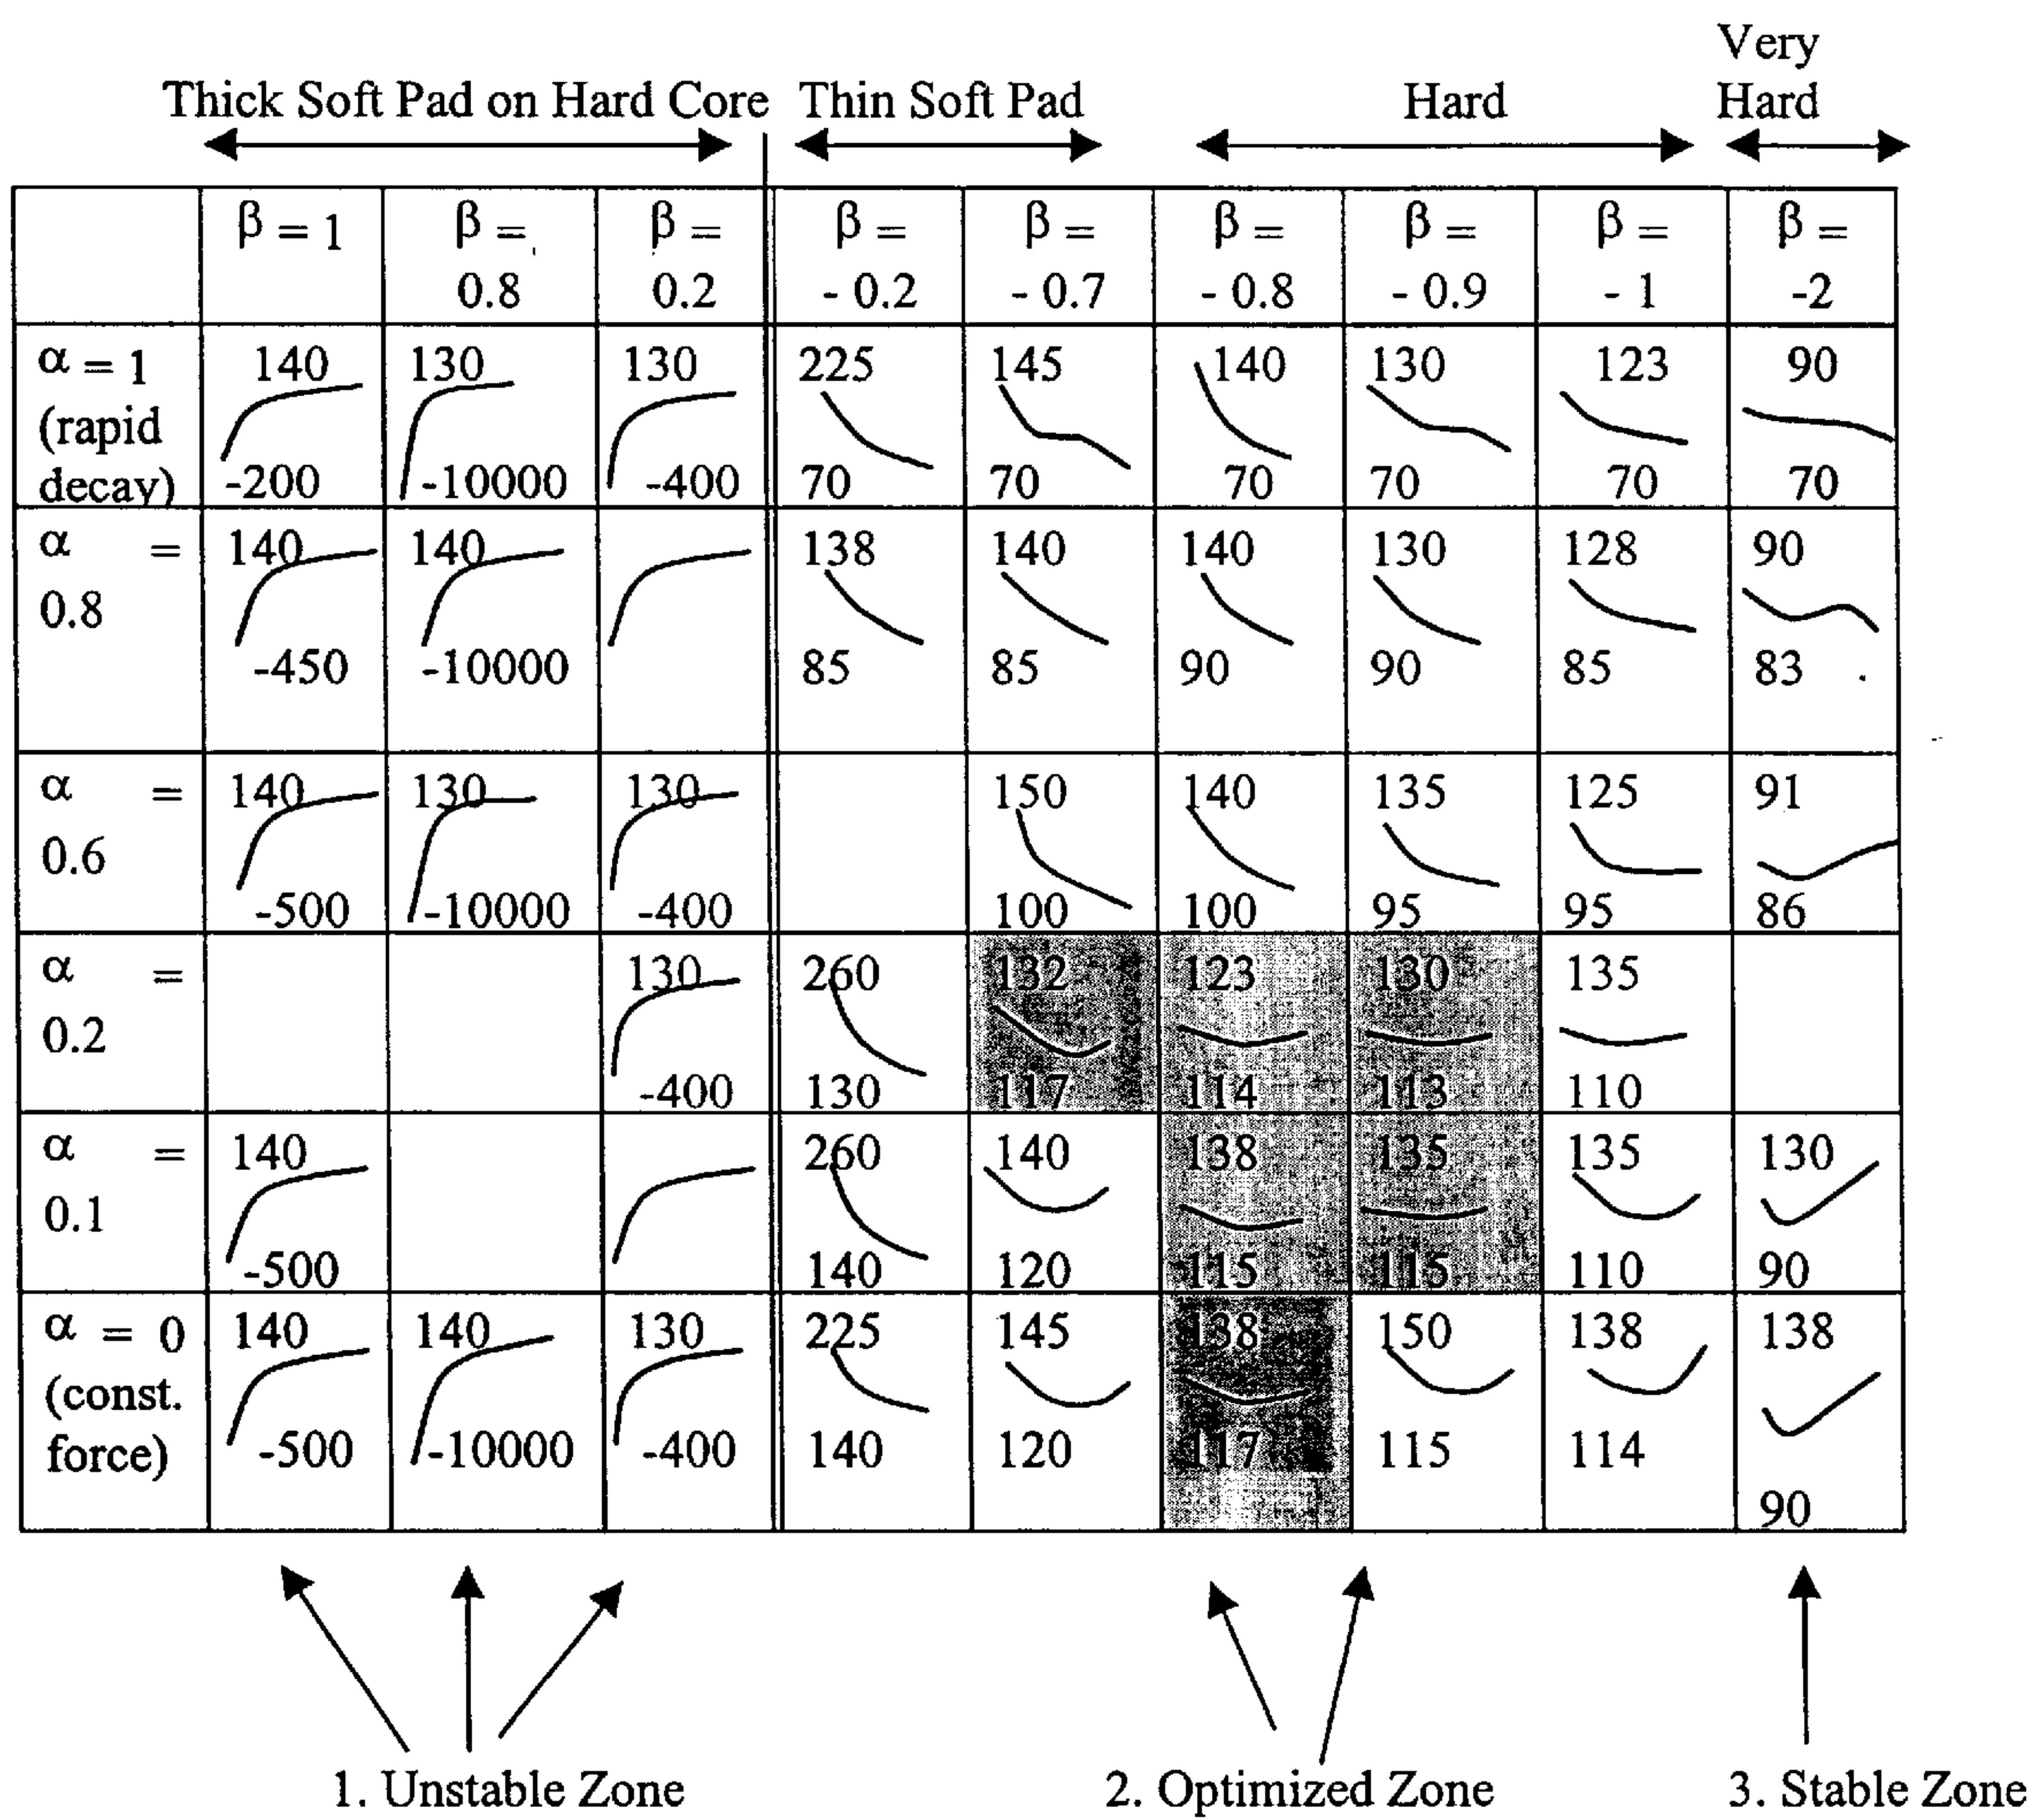 Very
Thick Soft Pad on Hard Core Thin Soft Pad Hard Hard
β = 1 β = β = β = β = β = β = β = β =
0.8 0.2 - 0.2 - 0.7 - 0.8 - 0.9 - 1 -2
α = 1 140 130 130 225 145 140 130 123 90
(rapid
decay) -200 -10000 -400 70 70 70 70 70 70
α = 140 140 138 140 140 130 128 90
0.8
-450 -10000 85 85 90 90 85 83
α = 140 130 130 150 140 135 125 91
0.6
-500 -10000 -400 100 100 95 95 86
α = 130 260 132 123 130 135
0.2
-400 130 117 114 113 110
α = 140 260 140 138 135 135 130
0.1
-500 140 120 115 115 110 90
α = 0 140 140 130 225 145 138 150 138 138
(const.
force) -500 -10000 -400 140 120 117 115 114
90
1. Unstable Zone 2. Optimized Zone 3. Stable Zone